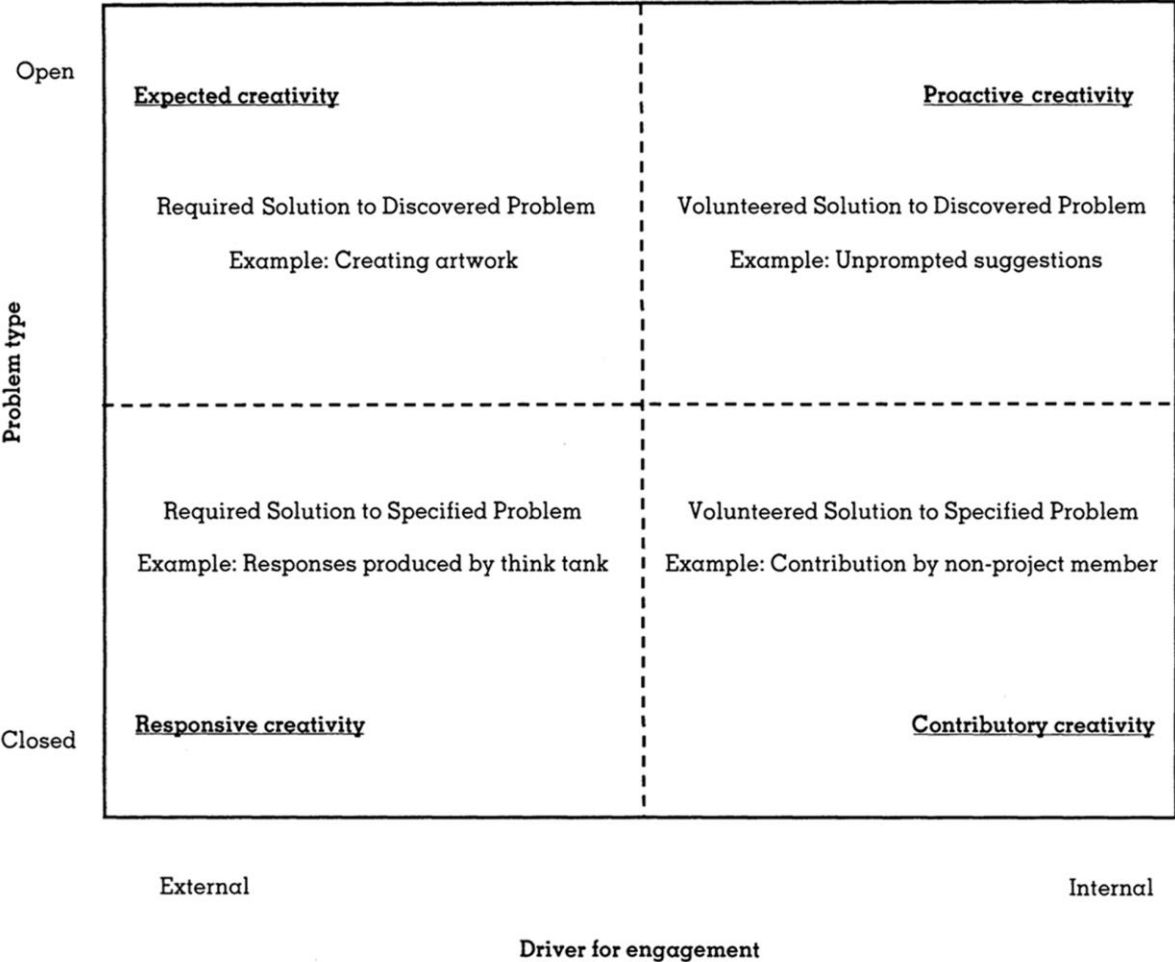 Open
Expected creativity
Proactive creativity
Required Solution to Discovered Problem
Volunteered Solution to Discovered Problem
Example: Creating artwork
Example: Unprompted suggestions
Problem type
Required Solution to Specified Problem
Volunteered Solution to Specified Problem
Example: Responses produced by think tank
Example: Contribution by non-project member
Closed
Responsive creativity
Contributory creativity
External
Internal
Driver for engagement